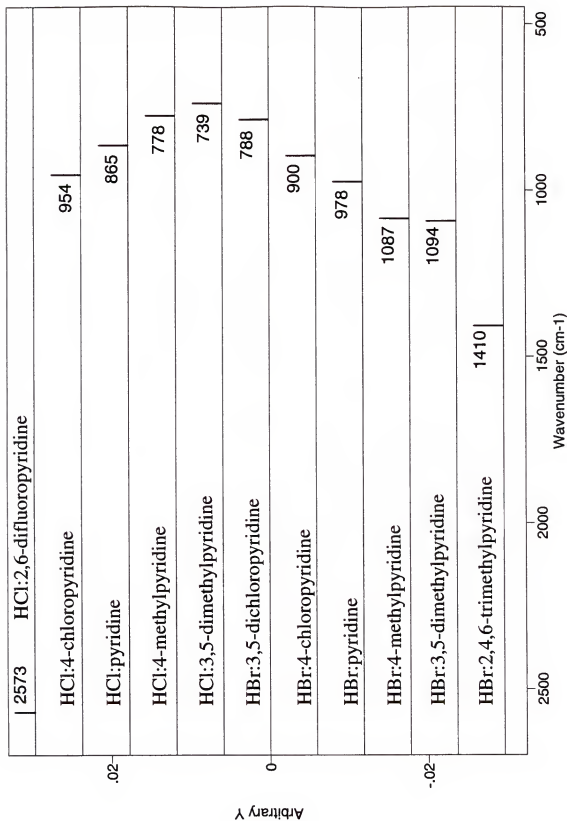 2573 HCl:2,6-difluoropyridine
HCl:4-chloropyridine 954
HCl:pyridine 865
HCl:4-methylpyridine 778
HCl:3,5-dimethylpyridine 739
HBr:3,5-dichloropyridine 788
HBr:4-chloropyridine 900
HBr:pyridine 978
HBr:4-methylpyridine 1087
HBr:3,5-dimethylpyridine 1094
HBr:2,4,6-trimethylpyridine 1410
.02
0
-.02
Arbitrary Y
2500 2000 1500 1000 500
Wavenumber (cm-1)